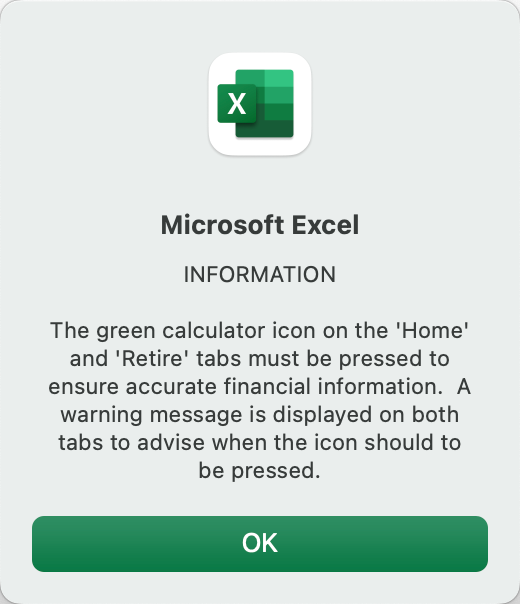 X
Microsoft Excel
INFORMATION
The green calculator icon on the 'Home'
and 'Retire' tabs must be pressed to
ensure accurate financial information.  A
warning message is displayed on both
tabs to advise when the icon should to
be pressed.
OK